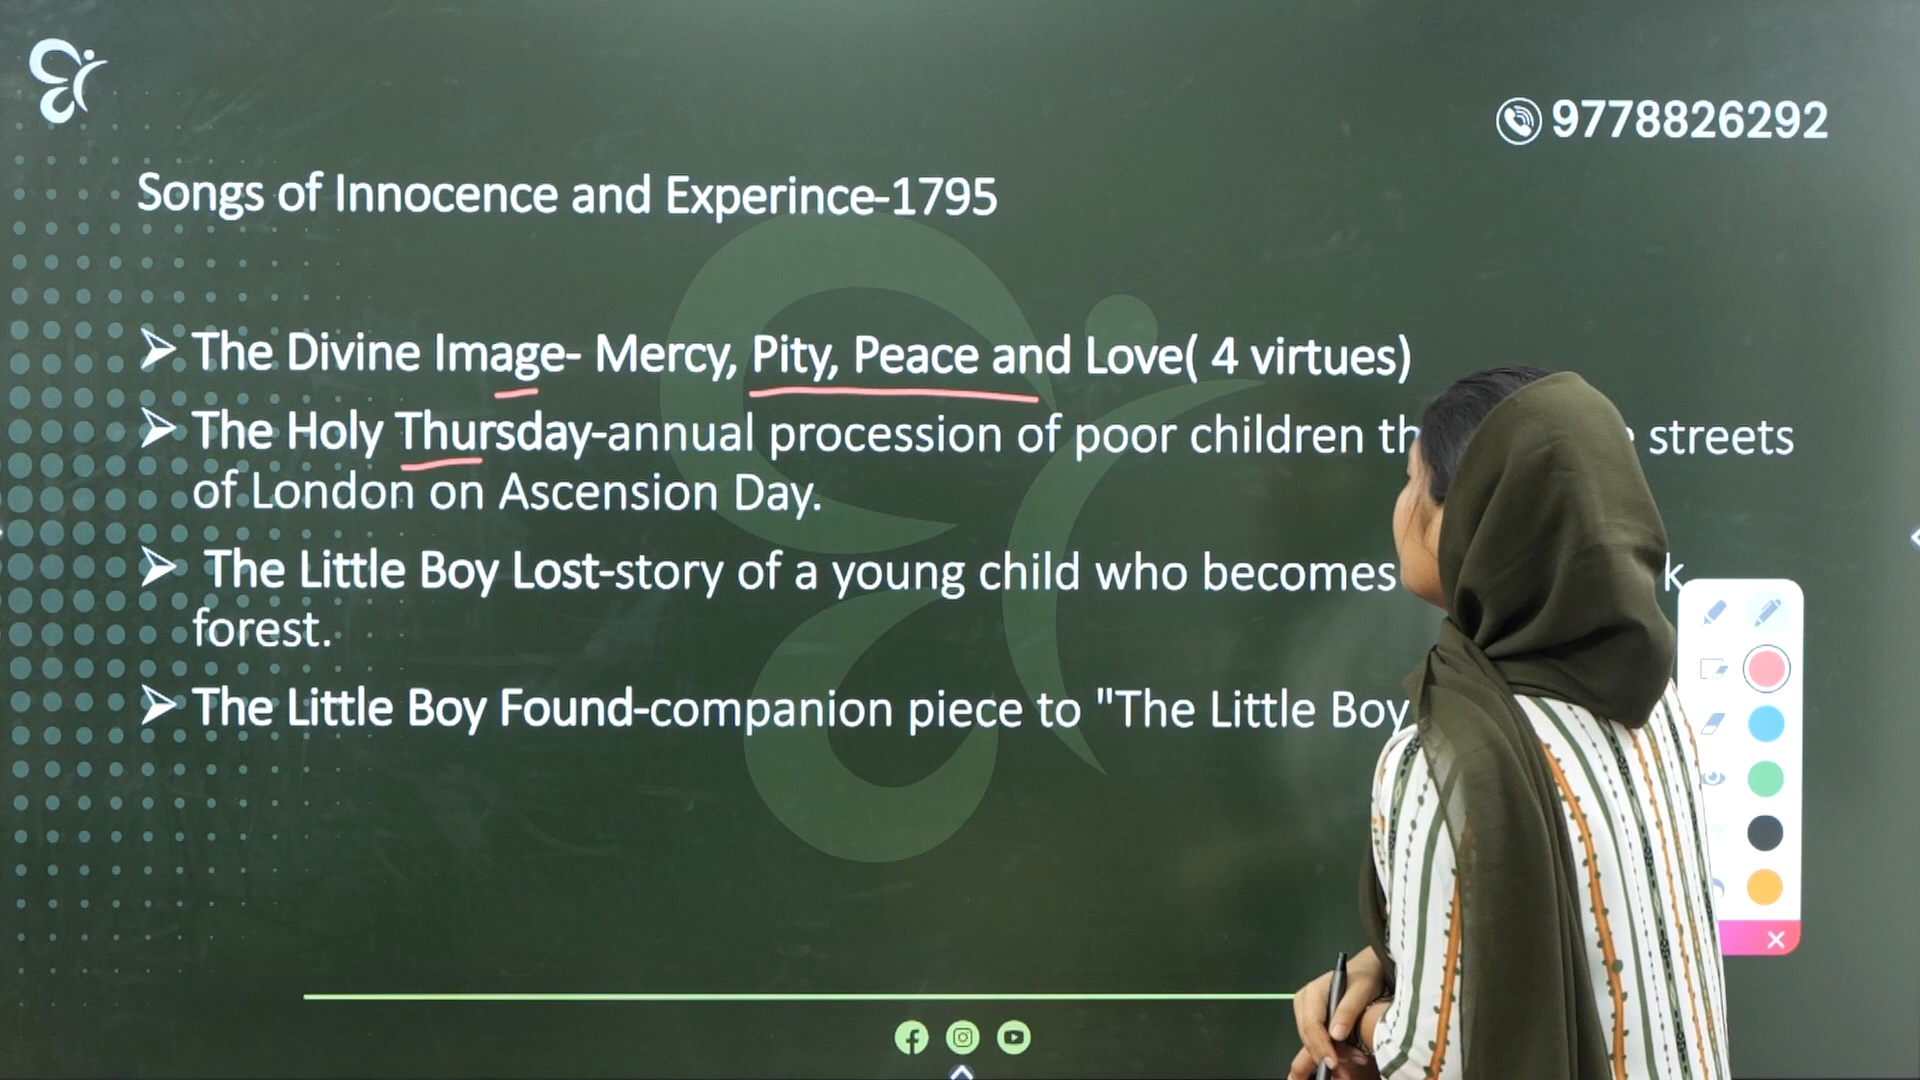 9778826292
Songs of Innocence and Experince-1795
The Divine Image- Mercy, Pity, Peace and Love( 4 virtues)
The Holy Thursday-annual procession of poor children streets
of London on Ascension Day.
The Little Boy Lost-story of a young child who becomes
forest.
The Little Boy Found-companion piece to "The Little Boy